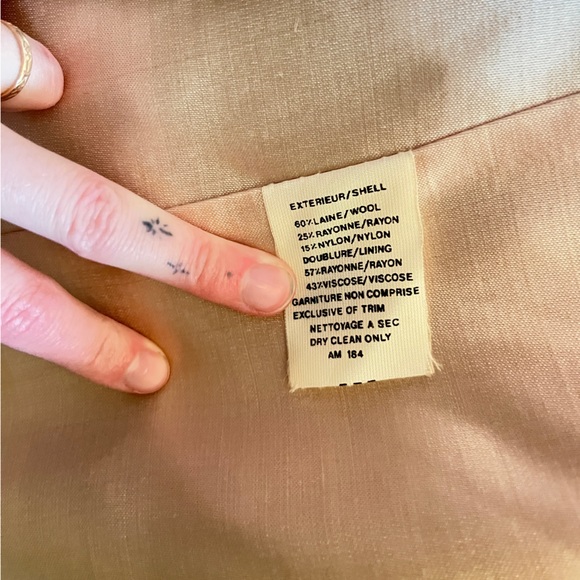 EXTERIEUR/SHELL
60%LAINE/WOOL
25%RAYONNE/RAYON
15%NYLON/NYLON
DOUBLURE/LINING
57%RAYONNE/RAYON
43%VISCOSE/VISCOSE
GARNITURE NON COMPRISE
EXCLUSIVE OF TRIM
NETTOYAGE A SEC
DRY CLEAN ONLY
AM 184